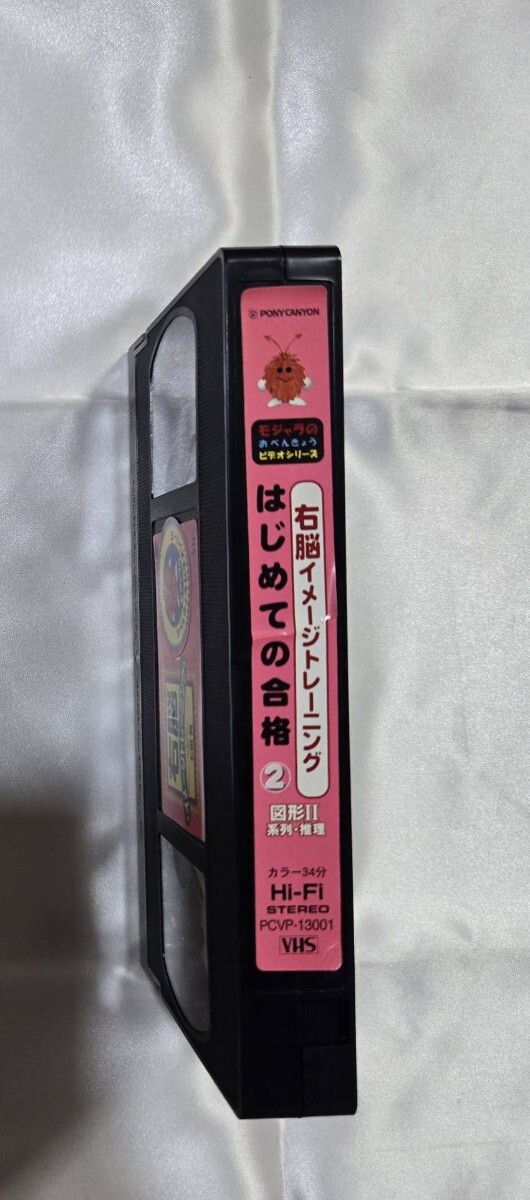 PONY CANYON
モジャラの
おべんきょう
ビデオシリーズ
右脳イメージトレーニング
はじめての合格
2
図形II
系列・推理
カラー34分
Hi-Fi
STEREO
PCVP-13001
VHS